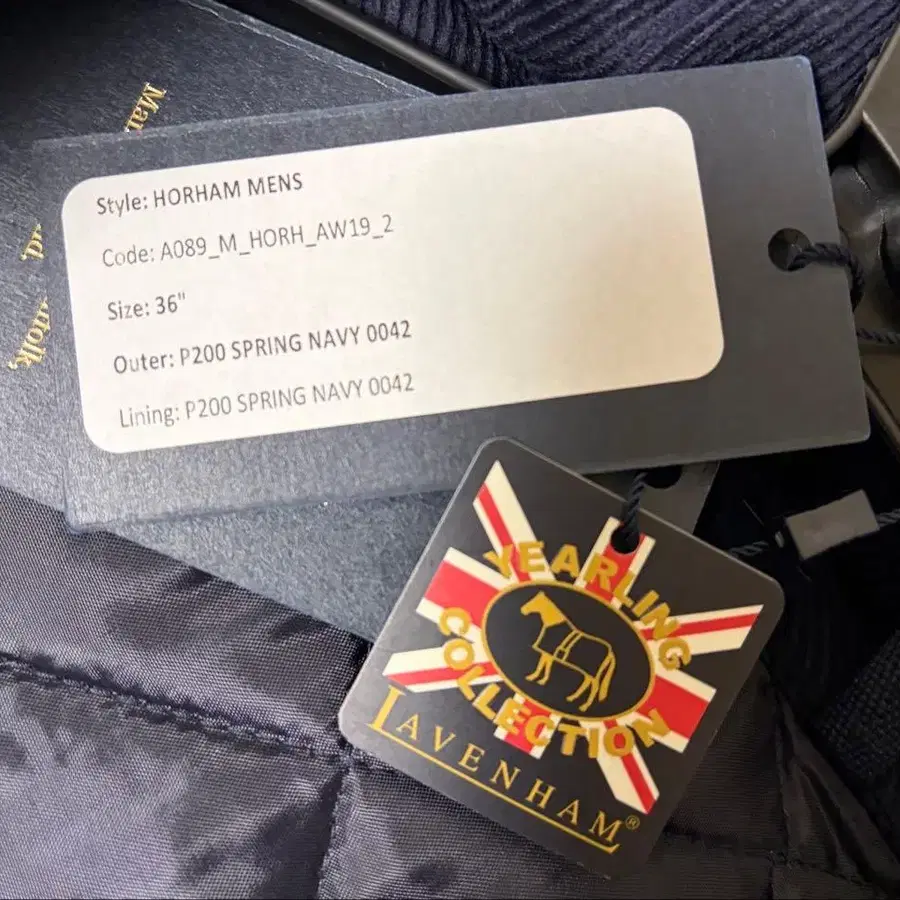 Style: HORHAM MENS
Code: A089_M_HORH_AW19_2
Size: 36"
Outer: P200 SPRING NAVY 0042
Lining: P200 SPRING NAVY 0042
YEARLING
COLLECTION
LAVENHAM®